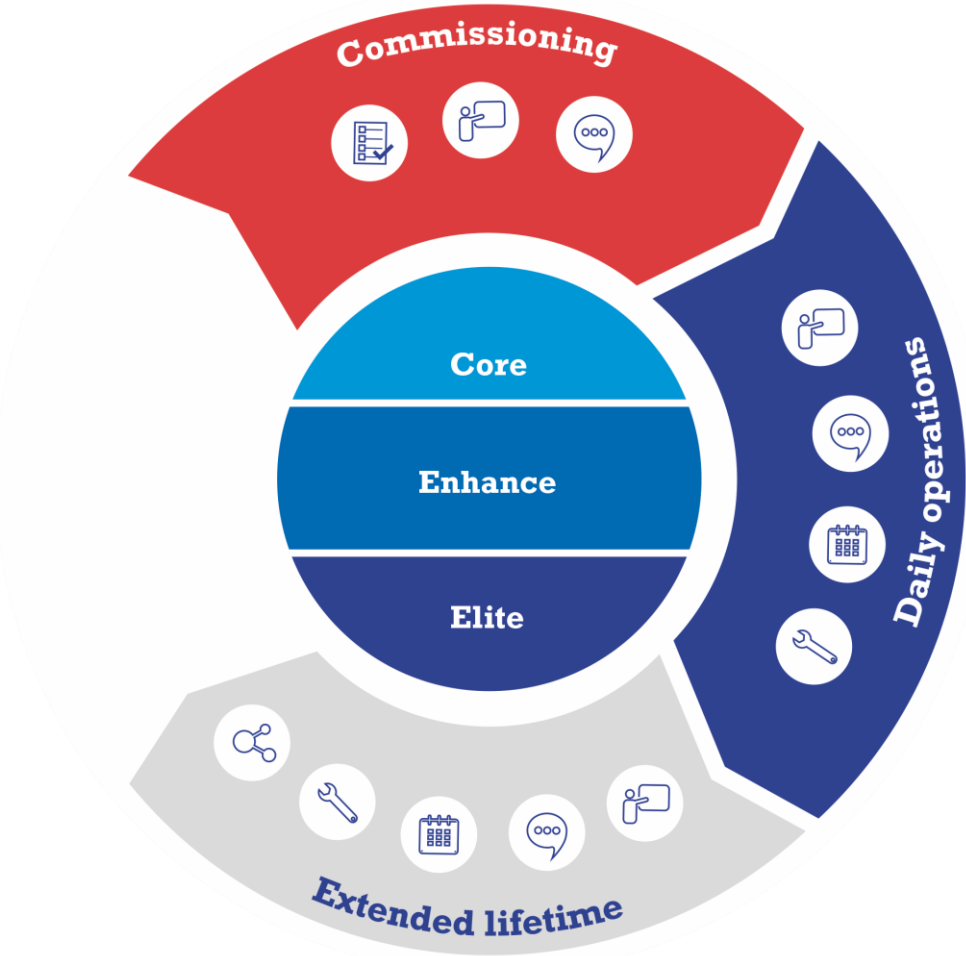 Commissioning
Core
Enhance
Elite
Daily operations
Extended lifetime